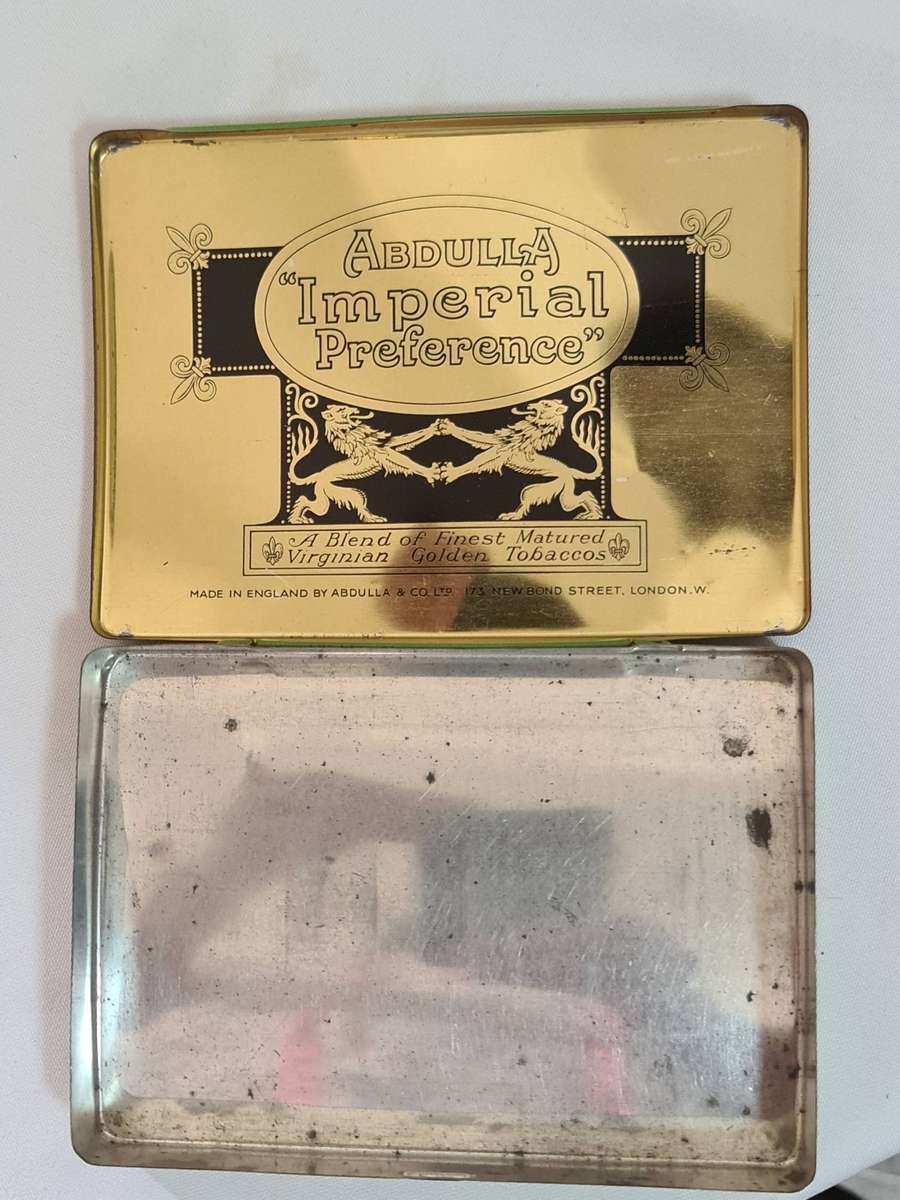 ABDULLA
"Imperial
Preference"
A Blend of Finest Matured
Virginian Golden Tobaccos
MADE IN ENGLAND BY ABDULLA & CO. LTD 173 NEW BOND STREET, LONDON. W.